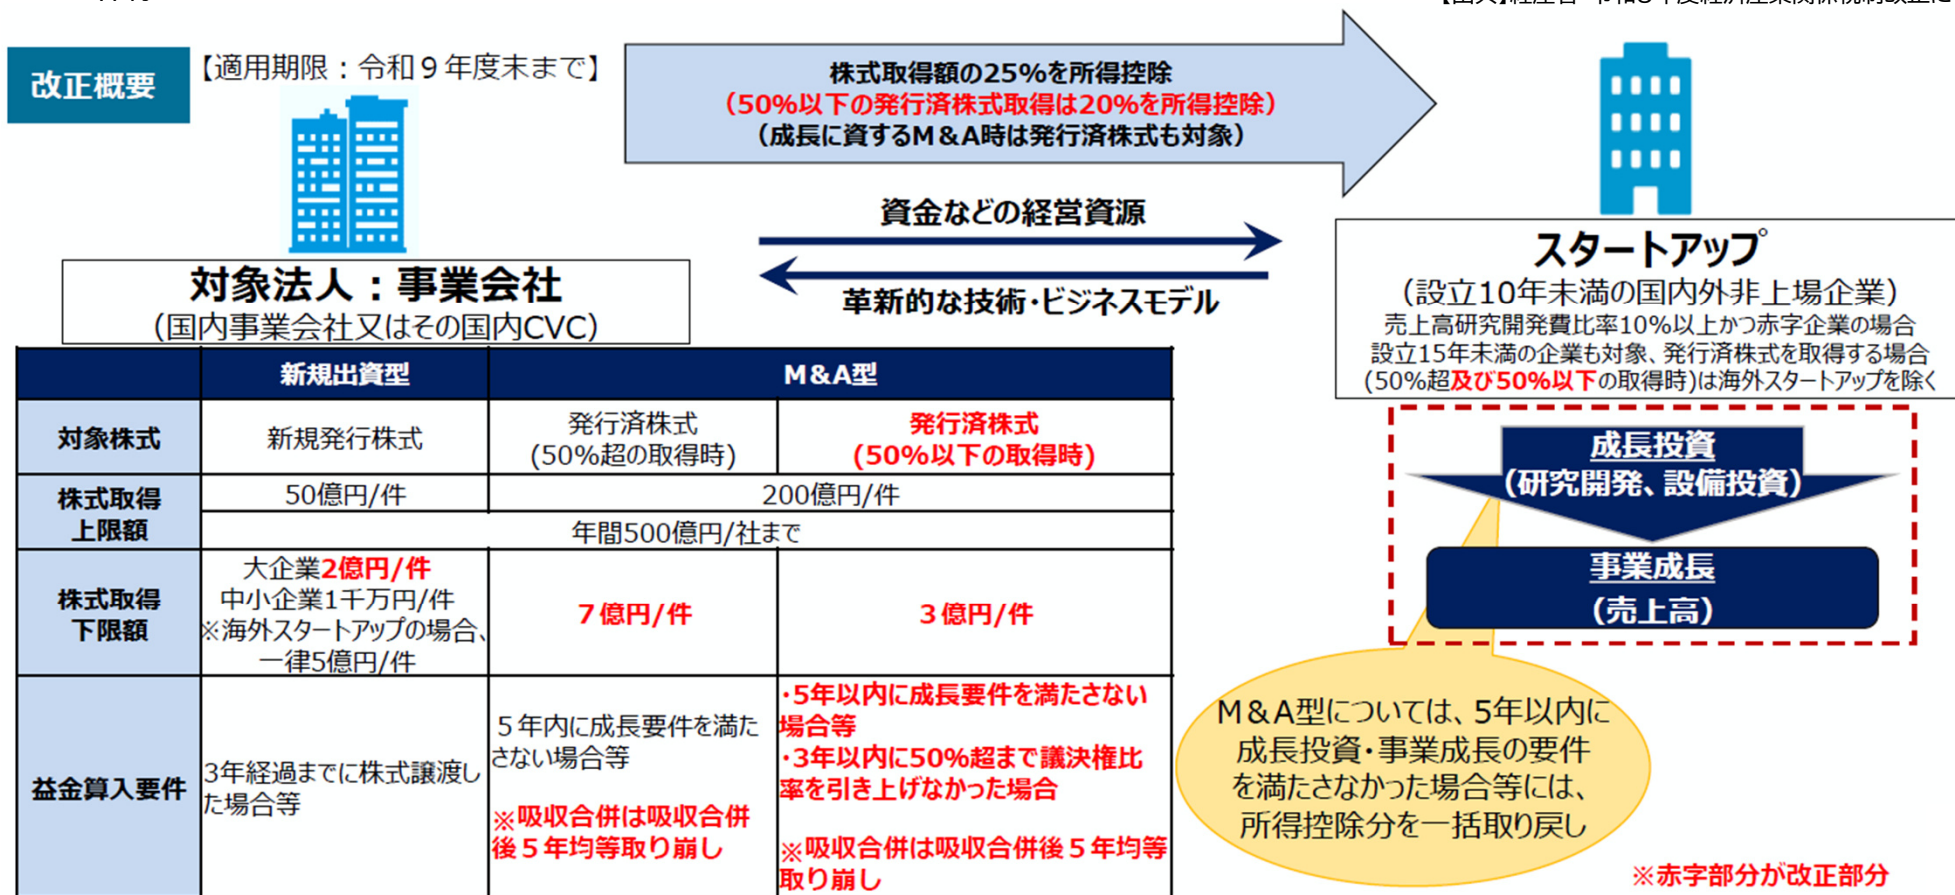 改正概要
【適用期限：令和９年度末まで】
株式取得額の25%を所得控除
（50%以下の発行済株式取得は20%を所得控除）
（成長に資するM&A時は発行済株式も対象）
資金などの経営資源
革新的な技術・ビジネスモデル
対象法人：事業会社
（国内事業会社又はその国内CVC）
スタートアップ
（設立10年未満の国内外非上場企業）
売上高研究開発費比率10%以上かつ赤字企業の場合
設立15年未満の企業も対象、発行済株式を取得する場合
(50%超及び50%以下の取得時)は海外スタートアップを除く
新規出資型
M&A型
対象株式
新規発行株式
発行済株式
(50%超の取得時)
発行済株式
(50%以下の取得時)
株式取得
上限額
50億円/件
200億円/件
年間500億円/社まで
株式取得
下限額
大企業2億円/件
中小企業1千万円/件
※海外スタートアップの場合、
一律5億円/件
７億円/件
３億円/件
益金算入要件
3年経過までに株式譲渡し
た場合等
５年内に成長要件を満た
さない場合等
※吸収合併は吸収合併
後５年均等取り崩し
・5年以内に成長要件を満たさない
場合等
・3年以内に50%超まで議決権比
率を引き上げなかった場合
※吸収合併は吸収合併後５年均等
取り崩し
成長投資
(研究開発、設備投資)
事業成長
(売上高)
M&A型については、5年以内に
成長投資・事業成長の要件
を満たさなかった場合等には、
所得控除分を一括取り戻し
※赤字部分が改正部分